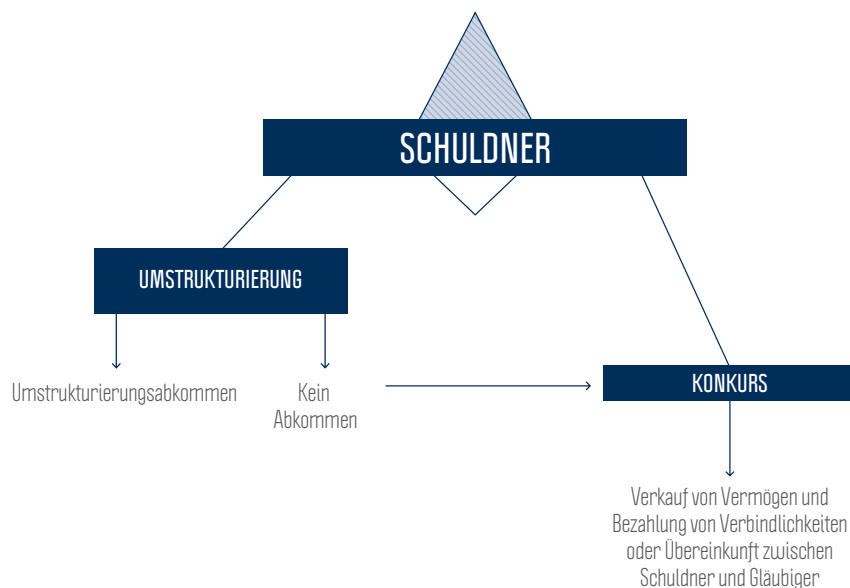 SCHULDNER
UMSTRUKTURIERUNG
Umstrukturierungsabkommen
Kein
Abkommen
KONKURS
Verkauf von Vermögen und
Bezahlung von Verbindlichkeiten
oder Übereinkunft zwischen
Schuldner und Gläubiger